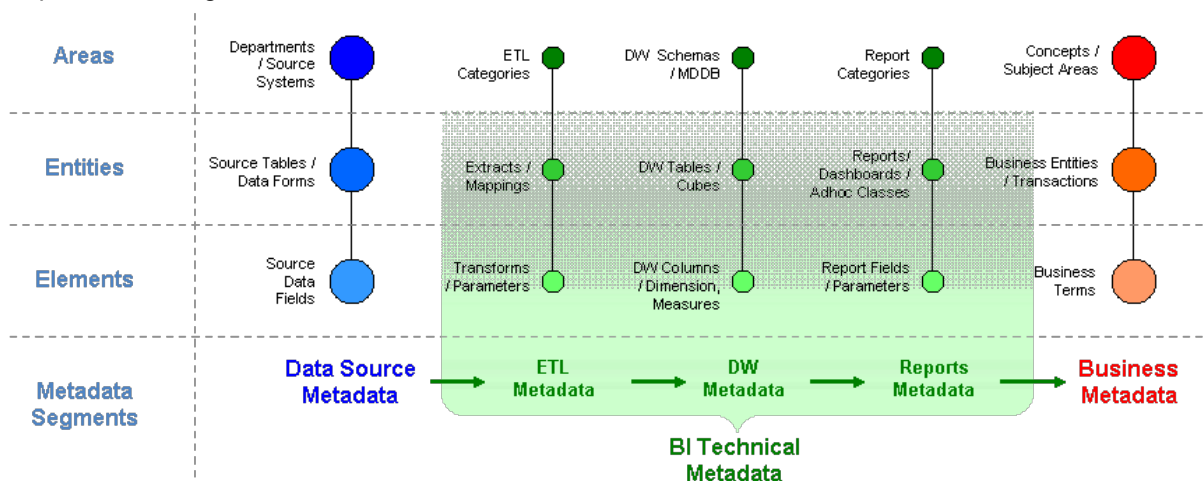 Areas
Departments
/ Source
Systems
ETL
Categories
DW Schemas
/ MDDB
Report
Categories
Concepts /
Subject Areas
Entities
Source Tables /
Data Forms
Extracts /
Mappings
DW Tables /
Cubes
Reports/
Dashboards /
Adhoc Classes
Business Entities
/ Transactions
Elements
Source
Data
Fields
Transforms
/ Parameters
DW Columns
/ Dimension,
Measures
Report Fields
/ Parameters
Business
Terms
Metadata
Segments
Data Source
Metadata
ETL
Metadata
DW
Metadata
Reports
Metadata
Business
Metadata
BI Technical
Metadata